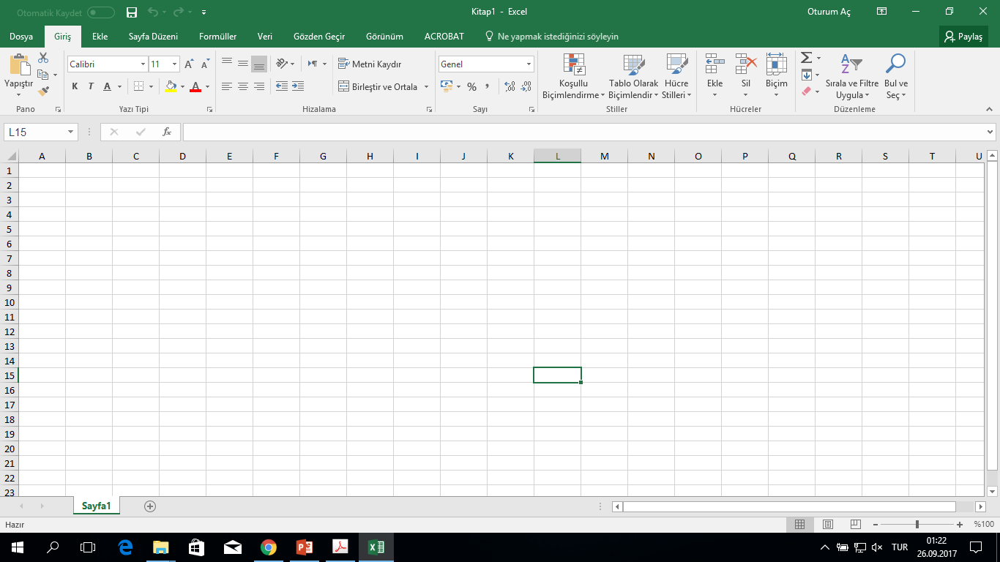 Otomatik Kaydet
Kitap1 - Excel
Oturum Aç
Dosya Giriş Ekle Sayfa Düzeni Formüller Veri Gözden Geçir Görünüm ACROBAT Ne yapmak istediğinizi söyleyin Paylaş
Yapıştır
Calibri 11 A A
K T A A
Metni Kaydır
Birleştir ve Ortala
Genel
% ,
Koşullu Biçimlendirme
Tablo Olarak Biçimlendir
Hücre Stilleri
Ekle Sil Biçim
Sırala ve Filtre Uygula
Bul ve Seç
Pano Yazı Tipi Hizalama Sayı Stiller Hücreler Düzenleme
L15 fx
A B C D E F G H I J K L M N O P Q R S T U
1
2
3
4
5
6
7
8
9
10
11
12
13
14
15
16
17
18
19
20
21
22
23
Sayfa1
Hazır
%100
TUR
01:22
26.09.2017